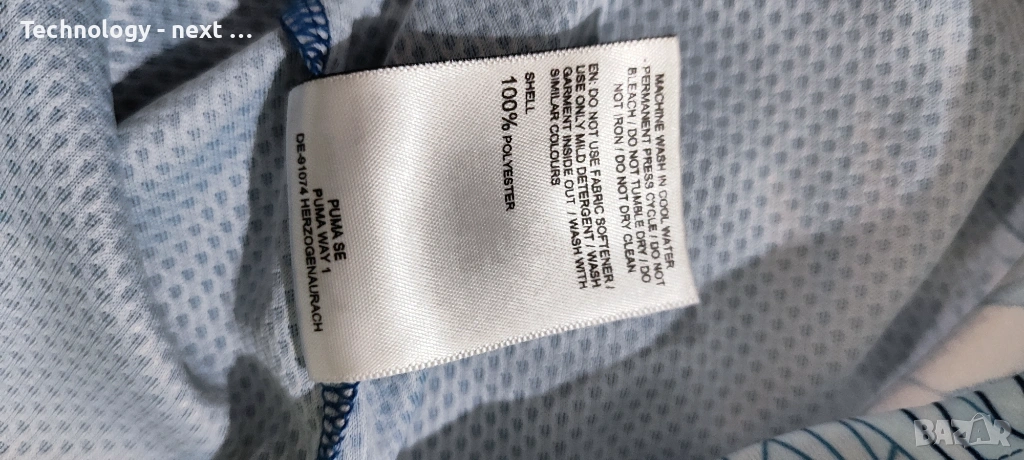 Technology - next ...
MACHINE WASH IN COOL WATER
- PERMANENT PRESS CYCLE / DO NOT
BLEACH / DO NOT TUMBLE DRY / DO
NOT IRON / DO NOT DRY CLEAN
EN: DO NOT USE FABRIC SOFTENER /
USE ONLY MILD DETERGENT / WASH
GARMENT INSIDE OUT / WASH WITH
SIMILAR COLOURS
SHELL
100% POLYESTER
PUMA SE
PUMA WAY 1
DE-91074 HERZOGENAURACH
BAZAR